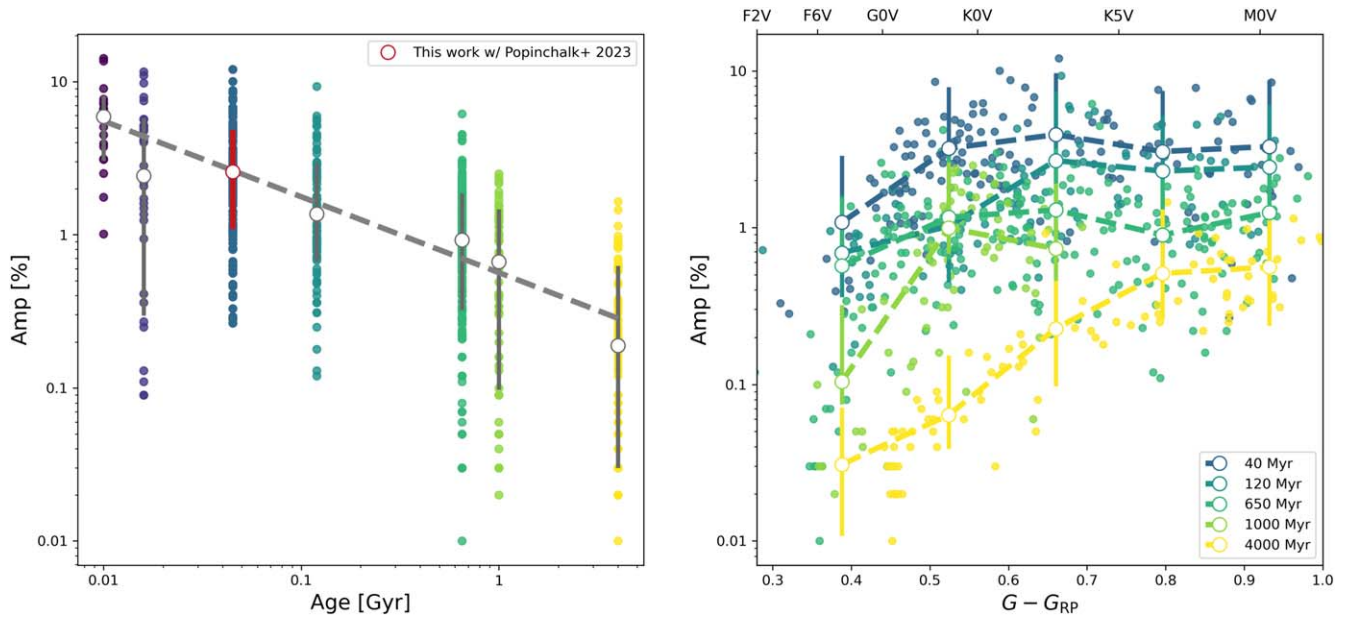 This work w/ Popinchalk+ 2023
10
1
0.1
0.01
Amp [%]
0.01
0.1
1
Age [Gyr]
F2V
F6V
G0V
K0V
K5V
M0V
10
1
0.1
0.01
Amp [%]
40 Myr
120 Myr
650 Myr
1000 Myr
4000 Myr
0.3
0.4
0.5
0.6
0.7
0.8
0.9
1.0
G − G_RP